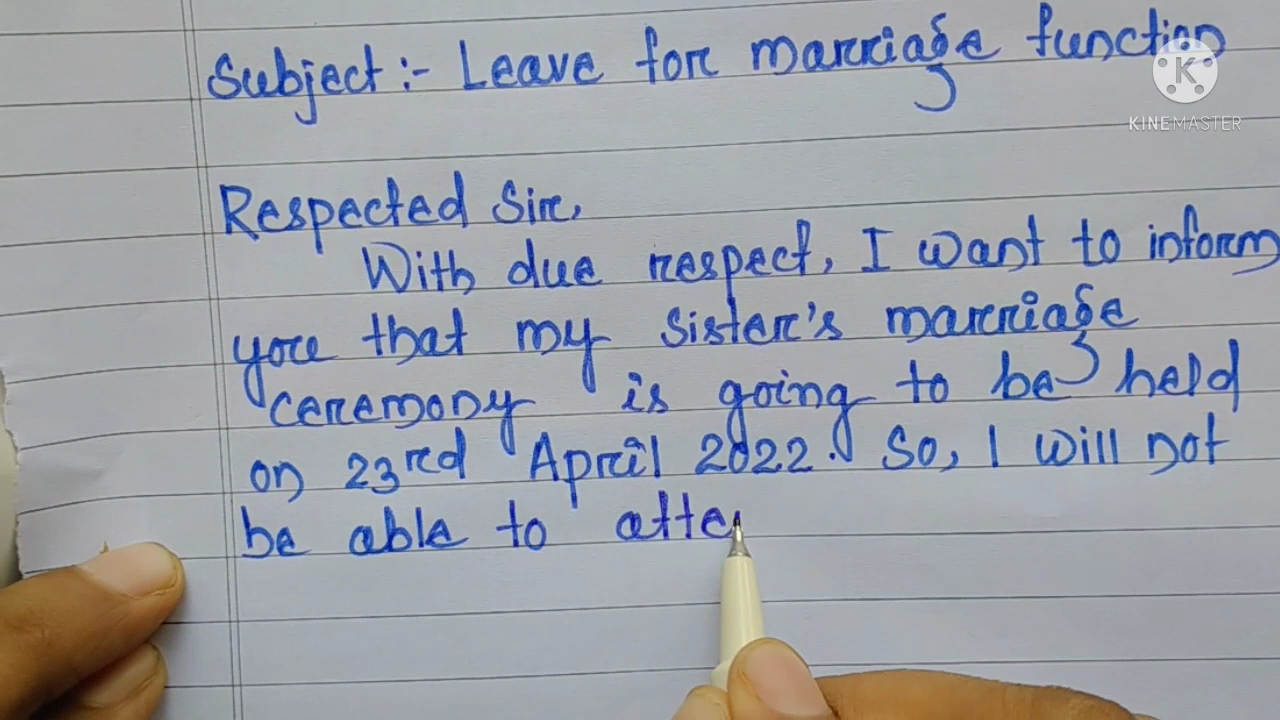 Subject:- Leave for marriage function
KINEMASTER
Respected Sir,
With due respect, I want to inform
you that my sister's marriage
ceremony is going to be held
on 23rd April 2022. So, I will not
be able to atte